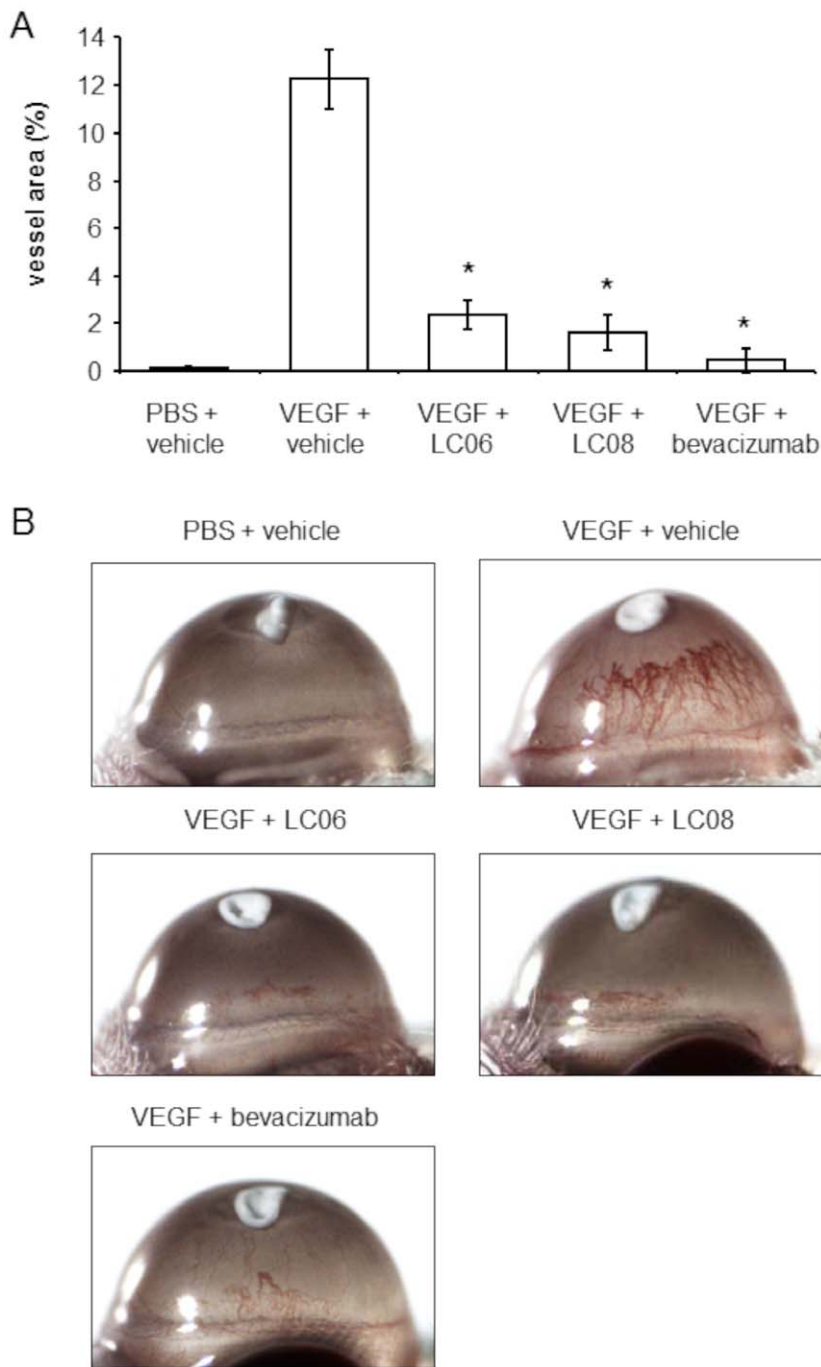 A
vessel area (%)
14
12
10
8
6
4
2
0
*
*
*
PBS +
vehicle
VEGF +
vehicle
VEGF +
LC06
VEGF +
LC08
VEGF +
bevacizumab
B
PBS + vehicle
VEGF + vehicle
VEGF + LC06
VEGF + LC08
VEGF + bevacizumab